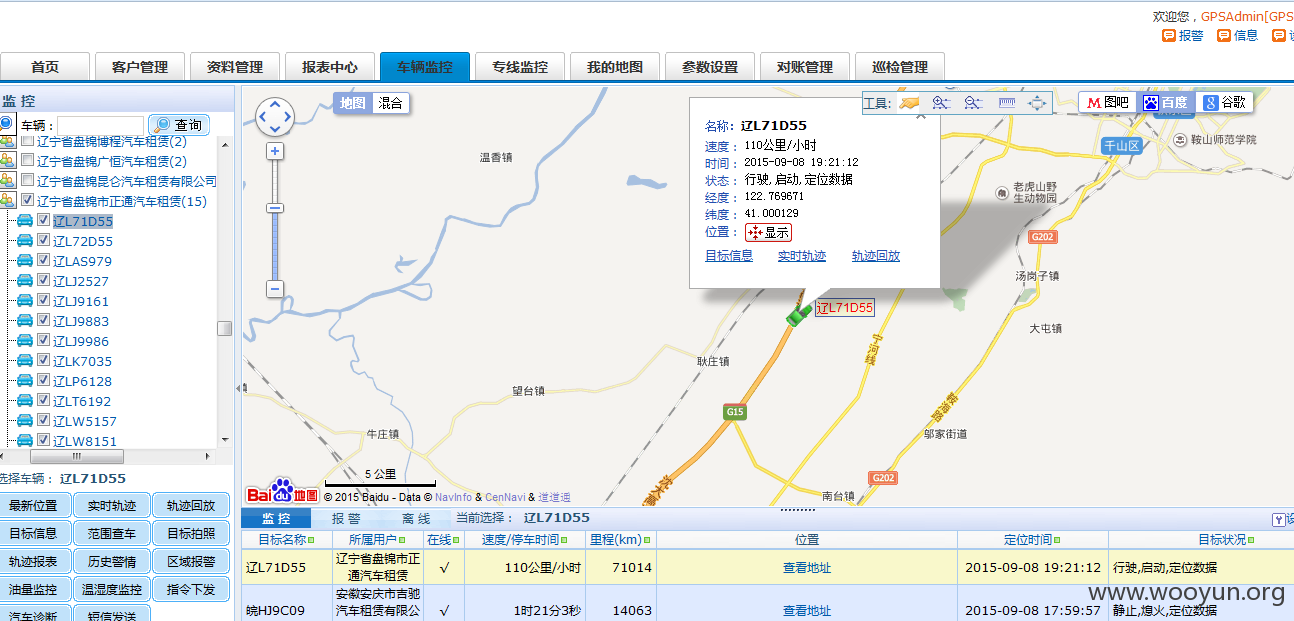 欢迎您，GPSAdmin[GPS
报警 信息
首页 客户管理 资料管理 报表中心 车辆监控 专线监控 我的地图 参数设置 对账管理 巡检管理
监 控
车辆： 查询
辽宁省盘锦博程汽车租赁(2)
辽宁省盘锦广恒汽车租赁(2)
辽宁省盘锦昆仑汽车租赁有限公司
辽宁省盘锦市正通汽车租赁(15)
辽L71D55
辽L72D55
辽LAS979
辽LJ2527
辽LJ9161
辽LJ9883
辽LJ9986
辽LK7035
辽LP6128
辽LT6192
辽LW5157
辽LW8151
选择车辆： 辽L71D55
最新位置 实时轨迹 轨迹回放
目标信息 范围查车 目标拍照
轨迹报表 历史警情 区域报警
油量监控 温湿度监控 指令下发
汽车诊断 短信发送
地图 混合
工具：
图吧 百度 谷歌
名称： 辽L71D55
速度： 110公里/小时
时间： 2015-09-08 19:21:12
状态： 行驶,启动,定位数据
经度： 122.769671
纬度： 41.000129
位置： 显示
目标信息 实时轨迹 轨迹回放
辽L71D55
温香镇
千山区
鞍山师范学院
老虎山野
生动物园
G202
汤岗子镇
大屯镇
宁河线
耿庄镇
望台镇
G15
鞍海路
牛庄镇
邬家街道
G202
南台镇
沈大高
5 公里
Bai 地图
© 2015 Baidu - Data © NavInfo & CenNavi & 道道通
监 控 报 警 离 线 当前选择： 辽L71D55
目标名称 所属用户 在线 速度/停车时间 里程(km) 位置 定位时间 目标状况
辽L71D55 辽宁省盘锦市正通汽车租赁 √ 110公里/小时 71014 查看地址 2015-09-08 19:21:12 行驶,启动,定位数据
皖HJ9C09 安徽安庆市吉驰汽车租赁有限公 √ 1时21分3秒 14063 查看地址 2015-09-08 17:59:57 静止,熄火,定位数据
www.wooyun.org